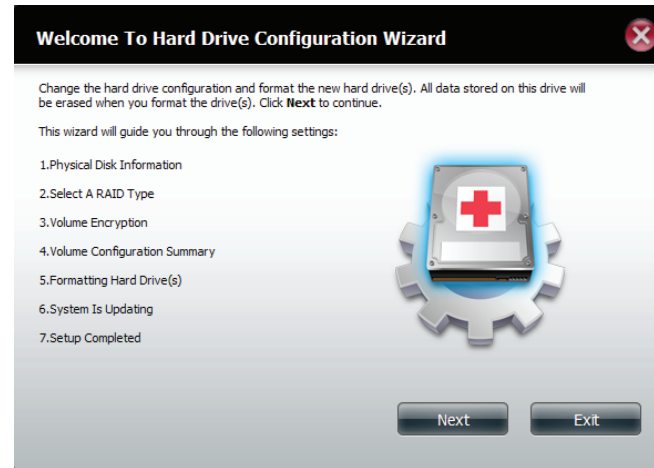 Welcome To Hard Drive Configuration Wizard
Change the hard drive configuration and format the new hard drive(s). All data stored on this drive will
be erased when you format the drive(s). Click Next to continue.
This wizard will guide you through the following settings:
1.Physical Disk Information
2.Select A RAID Type
3.Volume Encryption
4.Volume Configuration Summary
5.Formatting Hard Drive(s)
6.System Is Updating
7.Setup Completed
Next
Exit